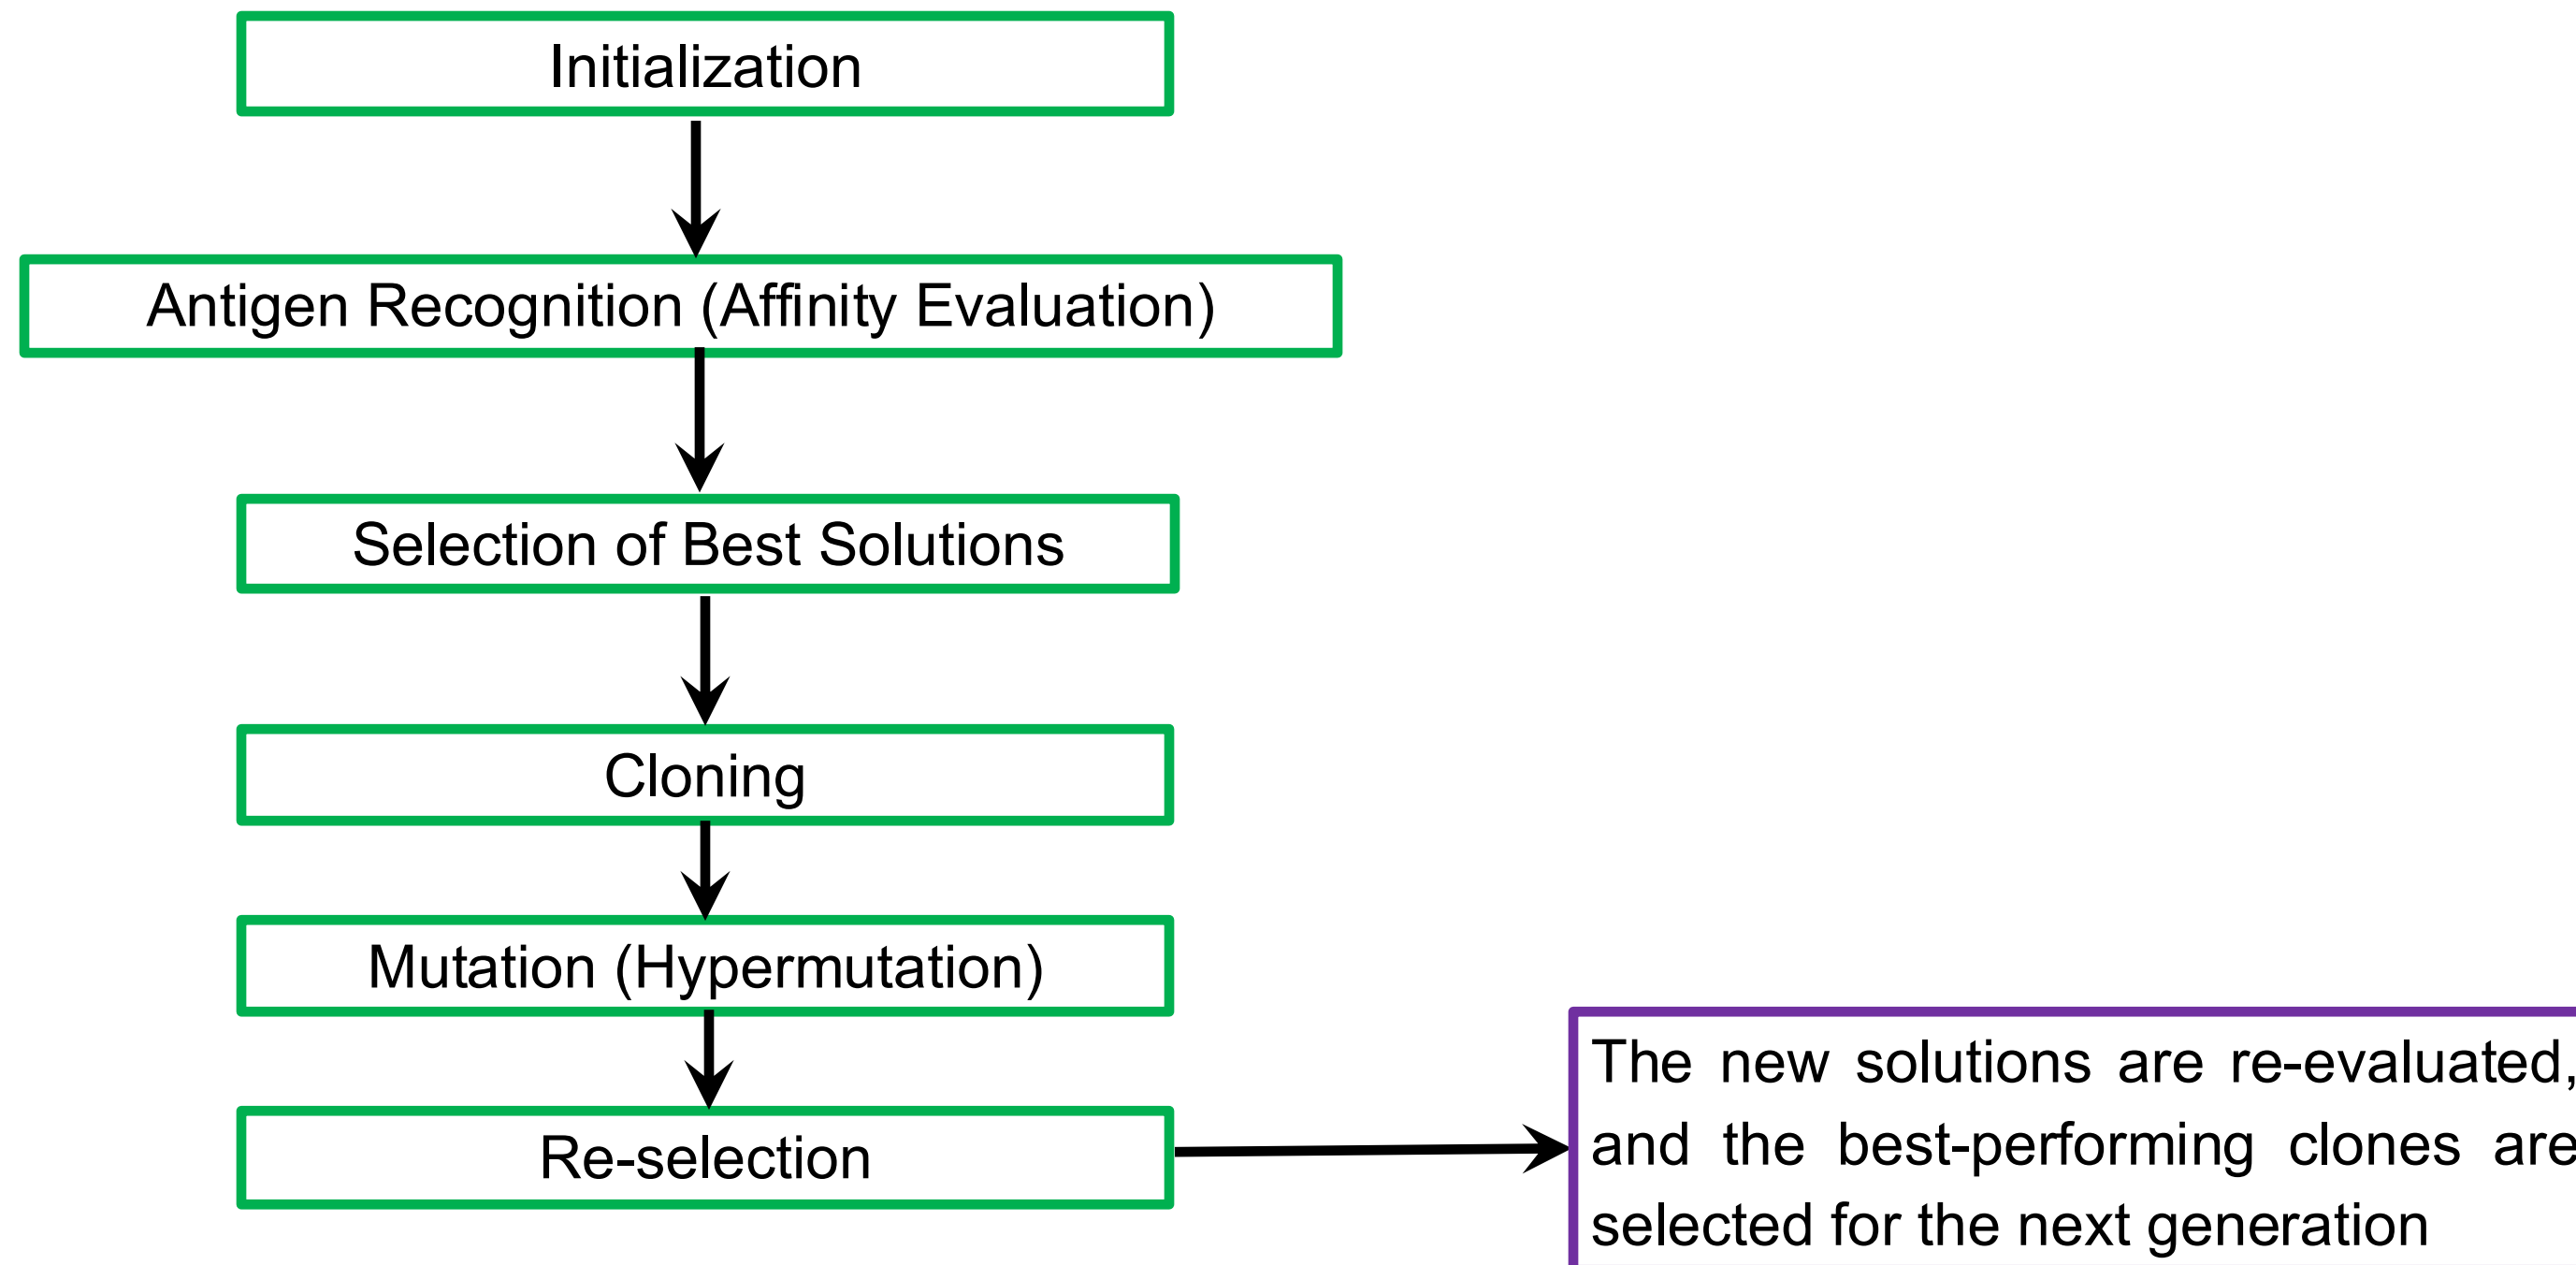 Initialization
Antigen Recognition (Affinity Evaluation)
Selection of Best Solutions
Cloning
Mutation (Hypermutation)
Re-selection
The new solutions are re-evaluated,
and the best-performing clones are
selected for the next generation